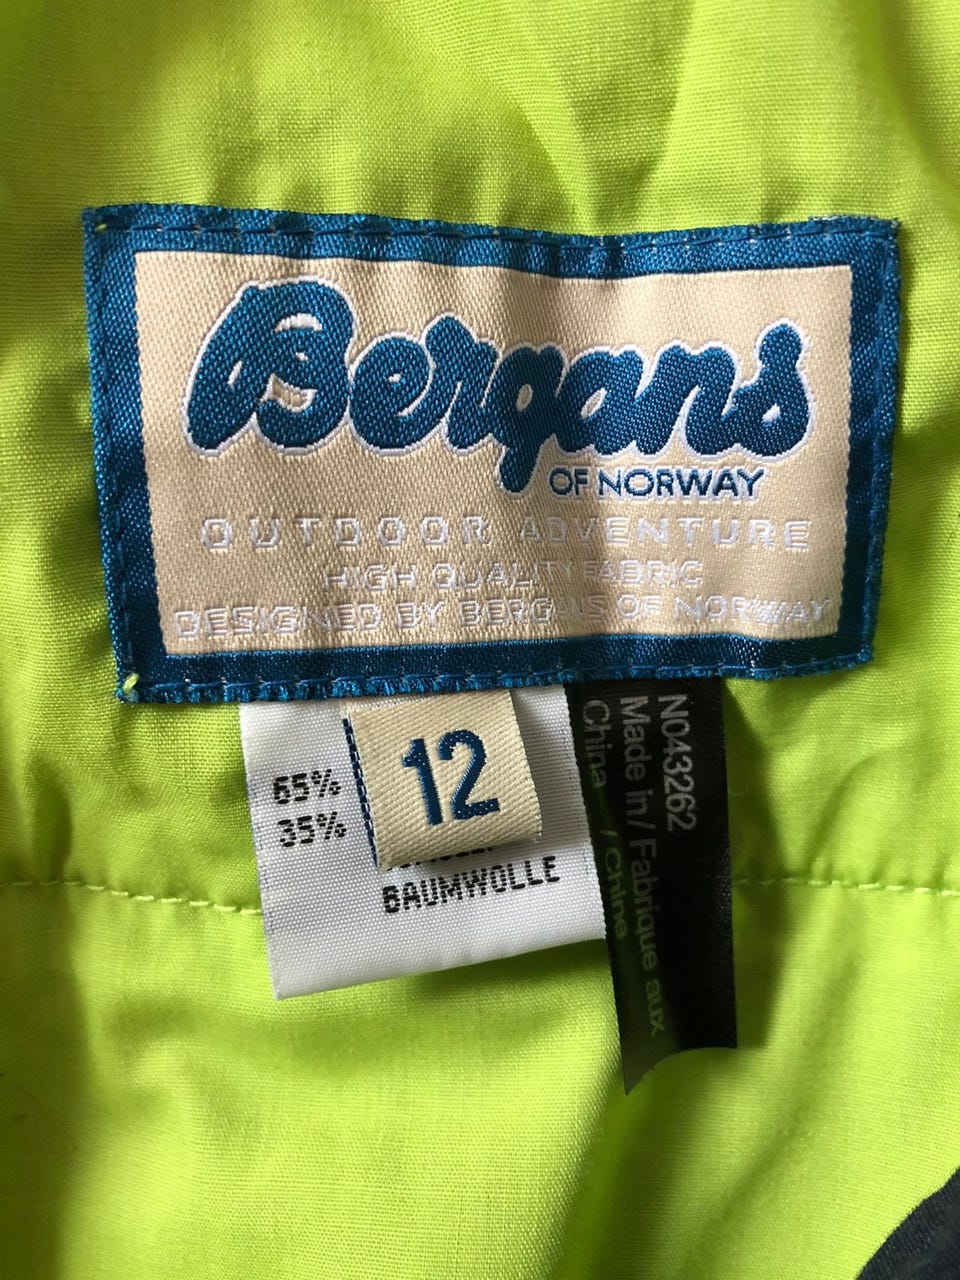 Bergans
OF NORWAY
OUTDOOR ADVENTURE
HIGH QUALITY FABRIC
DESIGNED BY BERGANS OF NORWAY
12
65%
35%
BAUMWOLLE
N043262
Made in / Fabrique aux
China / Chine